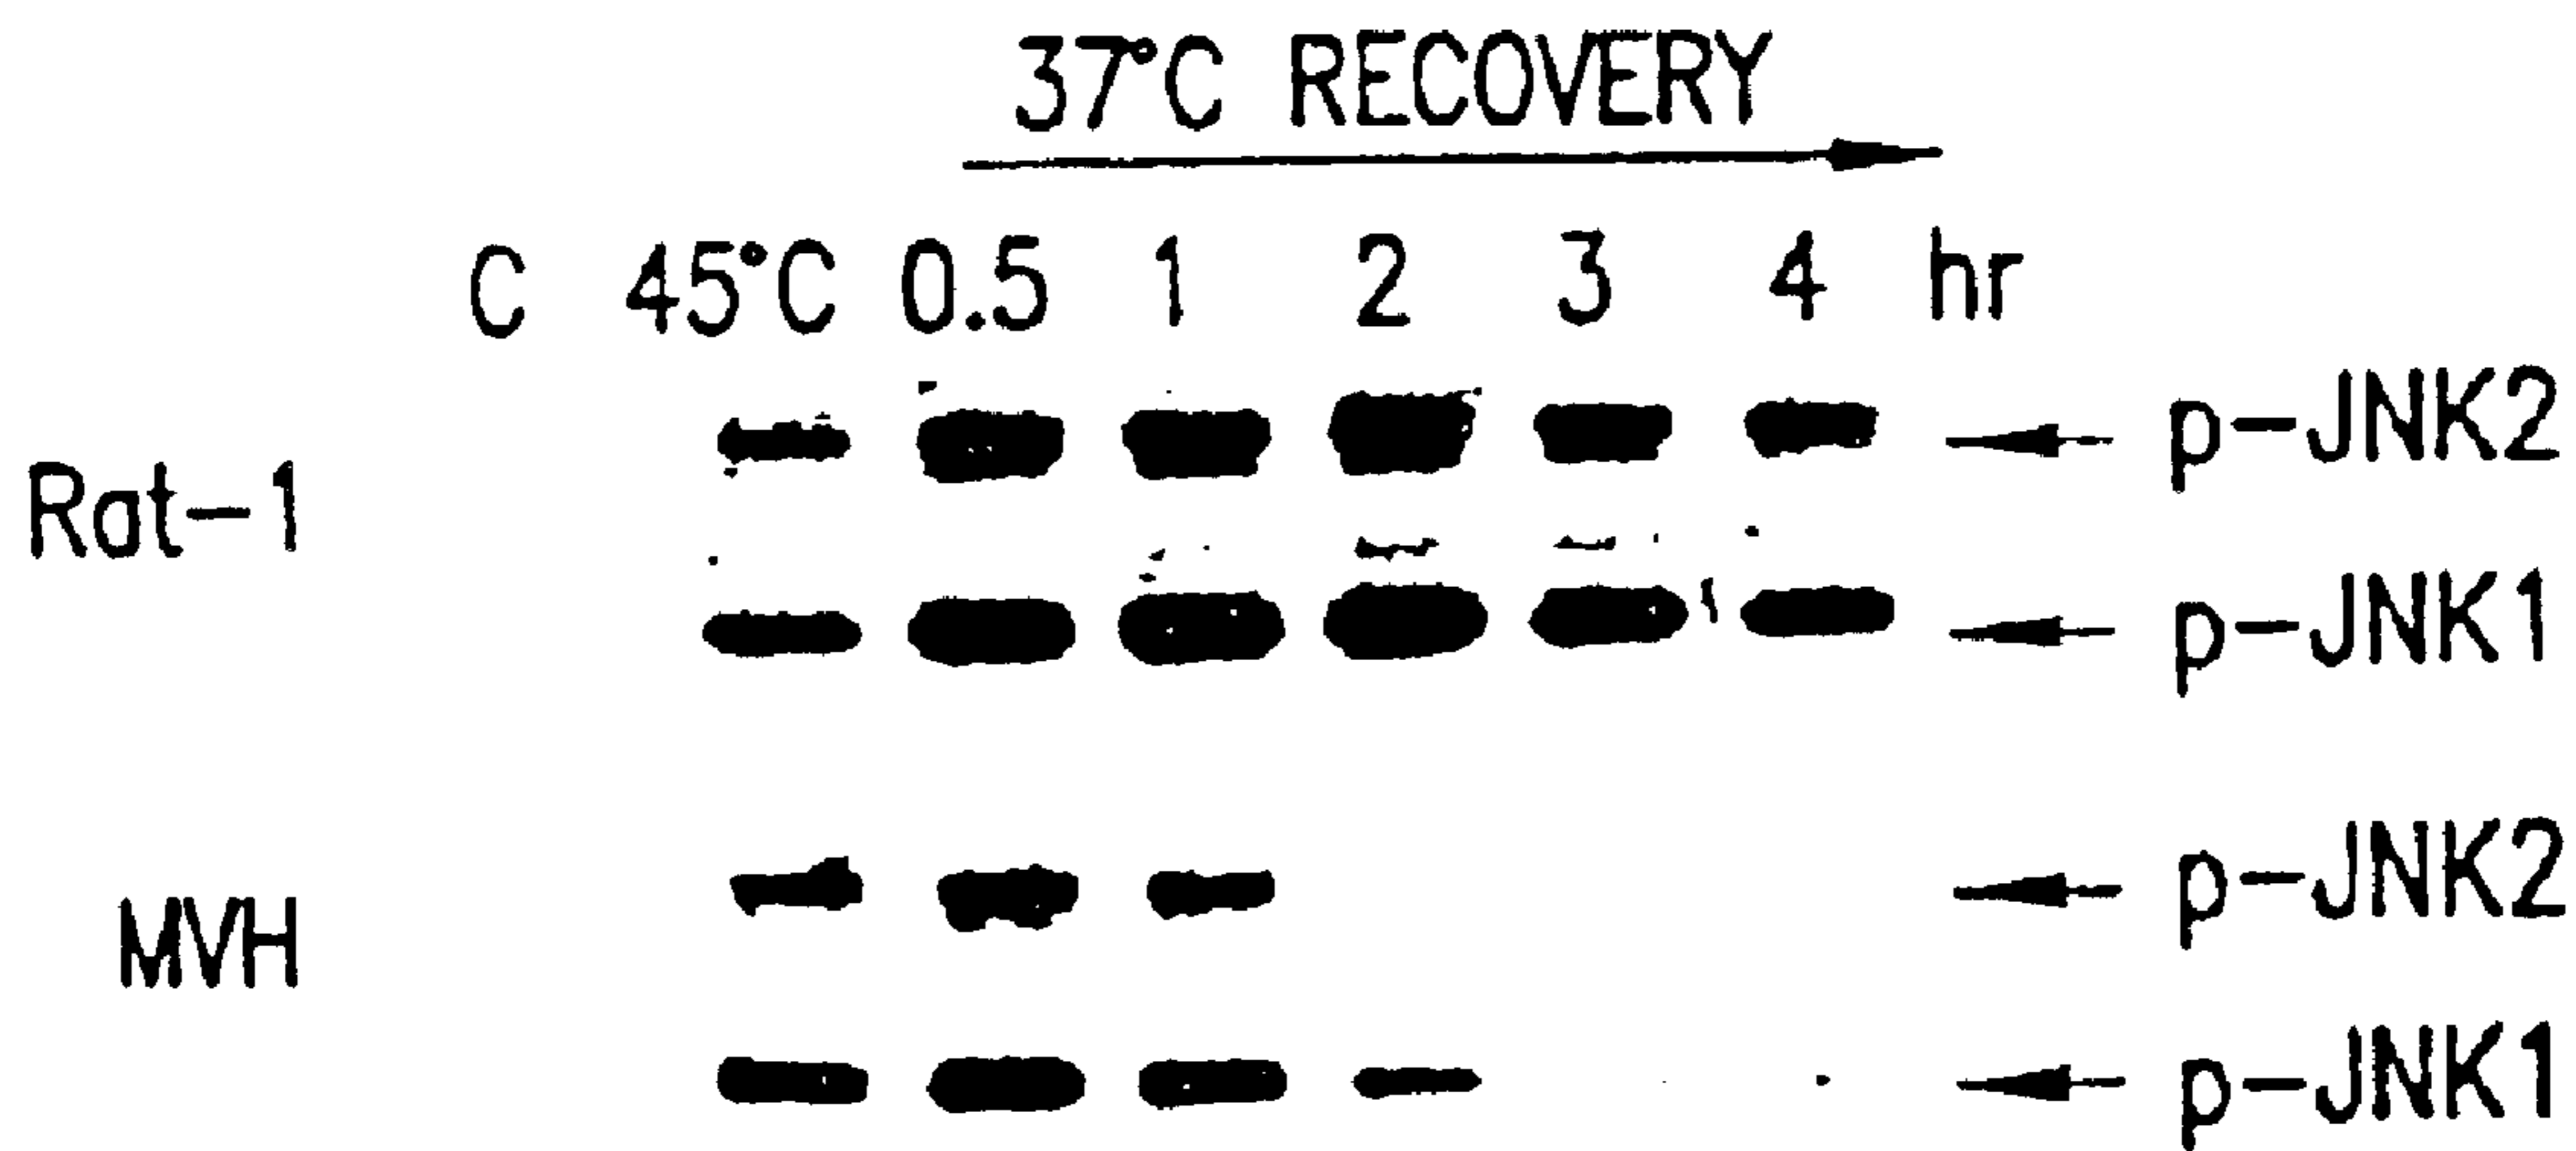 37°C RECOVERY
C 45°C 0.5 1 2 3 4 hr
p-JNK2
Rat-1
p-JNK1
p-JNK2
MVH
p-JNK1